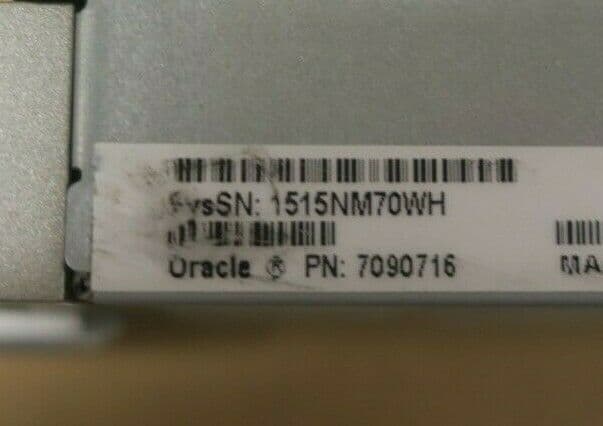 SysSN: 1515NM70WH
Oracle ® PN: 7090716
MA